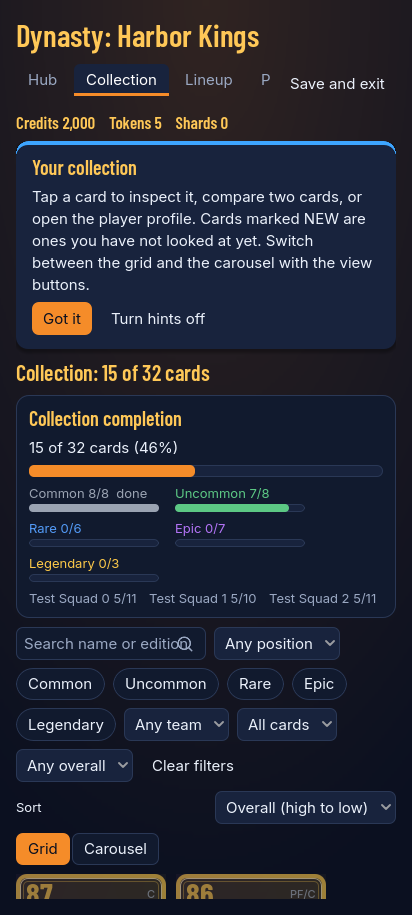 Dynasty: Harbor Kings
Hub Collection Lineup P Save and exit
Credits 2,000 Tokens 5 Shards 0
Your collection
Tap a card to inspect it, compare two cards, or
open the player profile. Cards marked NEW are
ones you have not looked at yet. Switch
between the grid and the carousel with the view
buttons.
Got it Turn hints off
Collection: 15 of 32 cards
Collection completion
15 of 32 cards (46%)
Common 8/8 done Uncommon 7/8
Rare 0/6 Epic 0/7
Legendary 0/3
Test Squad 0 5/11 Test Squad 1 5/10 Test Squad 2 5/11
Search name or edition Any position
Common Uncommon Rare Epic
Legendary Any team All cards
Any overall Clear filters
Sort Overall (high to low)
Grid Carousel
87 C 86 PF/C